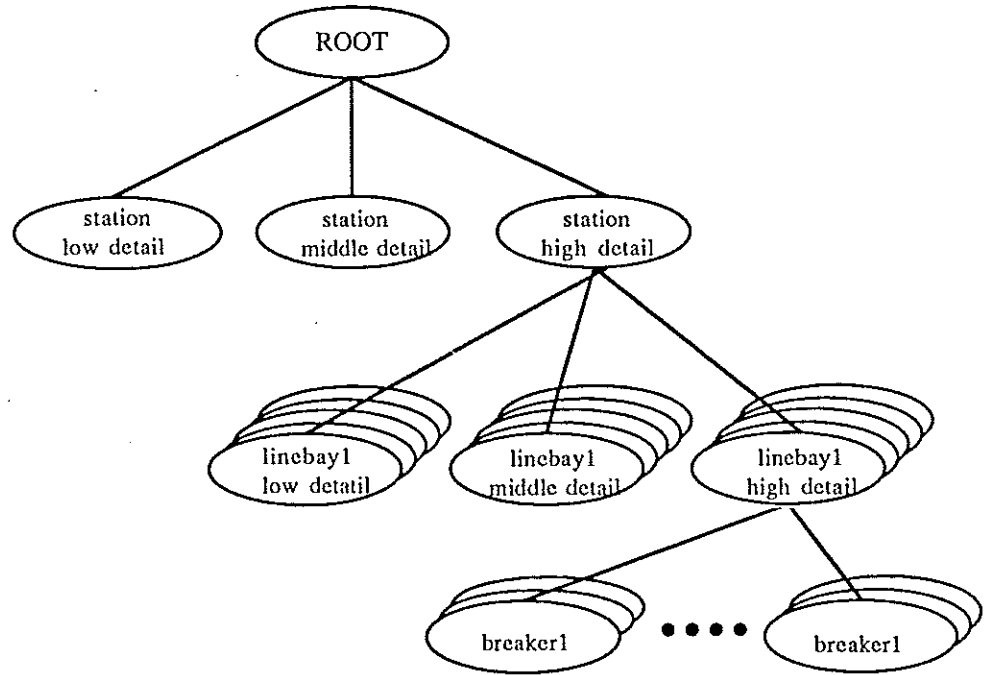 ROOT
station
low detail
station
middle detail
station
high detail
linebay1
low detatil
linebay1
middle detail
linebay1
high detail
breaker1
breaker1